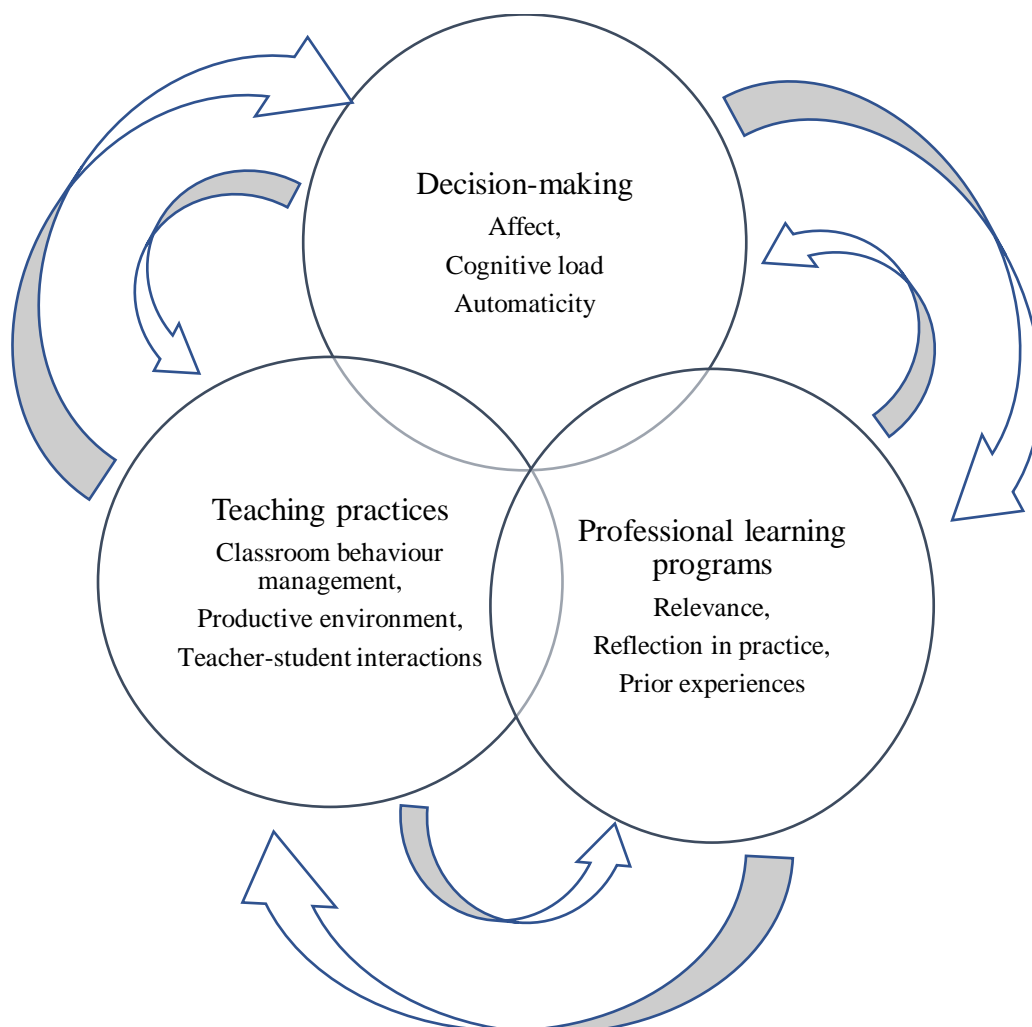 Decision-making
Affect,
Cognitive load
Automaticity
Teaching practices
Classroom behaviour
management,
Productive environment,
Teacher-student interactions
Professional learning
programs
Relevance,
Reflection in practice,
Prior experiences